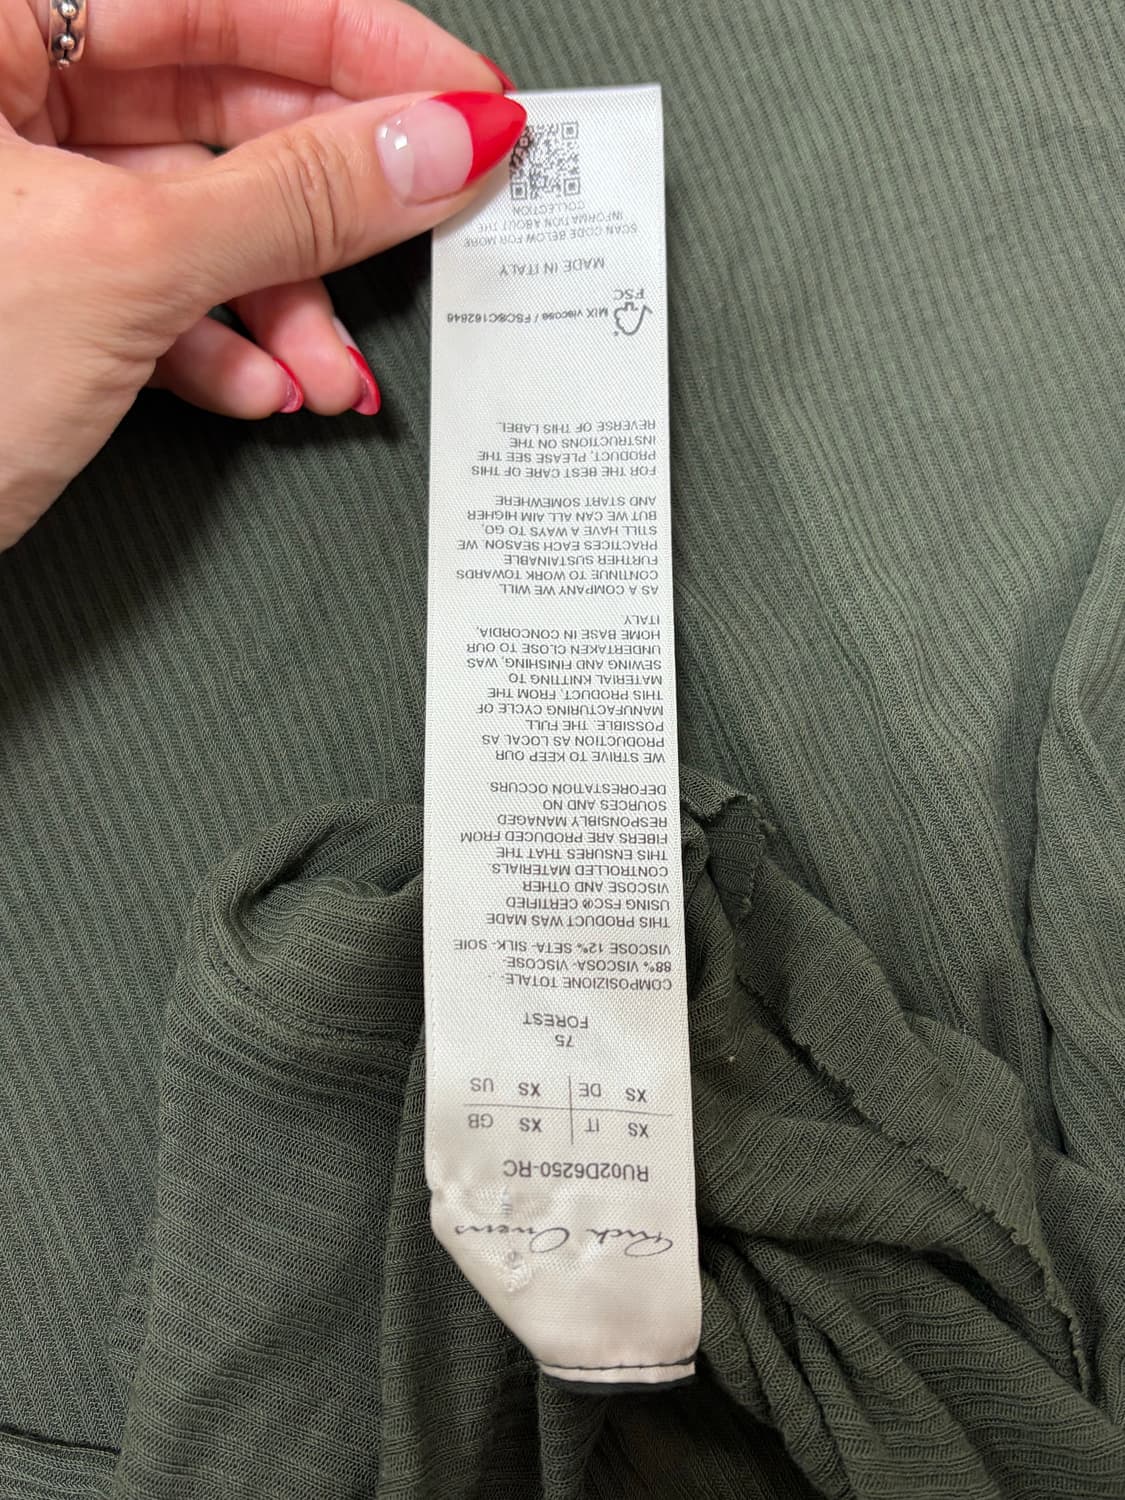 Rick Owens
RU02D6250-RC
XS IT XS GB
XS DE XS US
75
FOREST
COMPOSIZIONE TOTALE-
88% VISCOSA- VISCOSE-
VISCOSE 12% SETA- SILK- SOIE
THIS PRODUCT WAS MADE
USING FSC® CERTIFIED
VISCOSE AND OTHER
CONTROLLED MATERIALS.
THIS ENSURES THAT THE
FIBERS ARE PRODUCED FROM
RESPONSIBLY MANAGED
SOURCES AND NO
DEFORESTATION OCCURS
WE STRIVE TO KEEP OUR
PRODUCTION AS LOCAL AS
POSSIBLE. THE FULL
MANUFACTURING CYCLE OF
THIS PRODUCT, FROM THE
MATERIAL KNITTING TO
SEWING AND FINISHING, WAS
UNDERTAKEN CLOSE TO OUR
HOME BASE IN CONCORDIA,
ITALY
AS A COMPANY WE WILL
CONTINUE TO WORK TOWARDS
FURTHER SUSTAINABLE
PRACTICES EACH SEASON. WE
STILL HAVE A WAYS TO GO,
BUT WE CAN ALL AIM HIGHER
AND START SOMEWHERE
FOR THE BEST CARE OF THIS
PRODUCT, PLEASE SEE THE
INSTRUCTIONS ON THE
REVERSE OF THIS LABEL
MIX viscose / FSC®C162846
FSC
MADE IN ITALY
SCAN CODE BELOW FOR MORE
INFORMATION ABOUT THE
COLLECTION